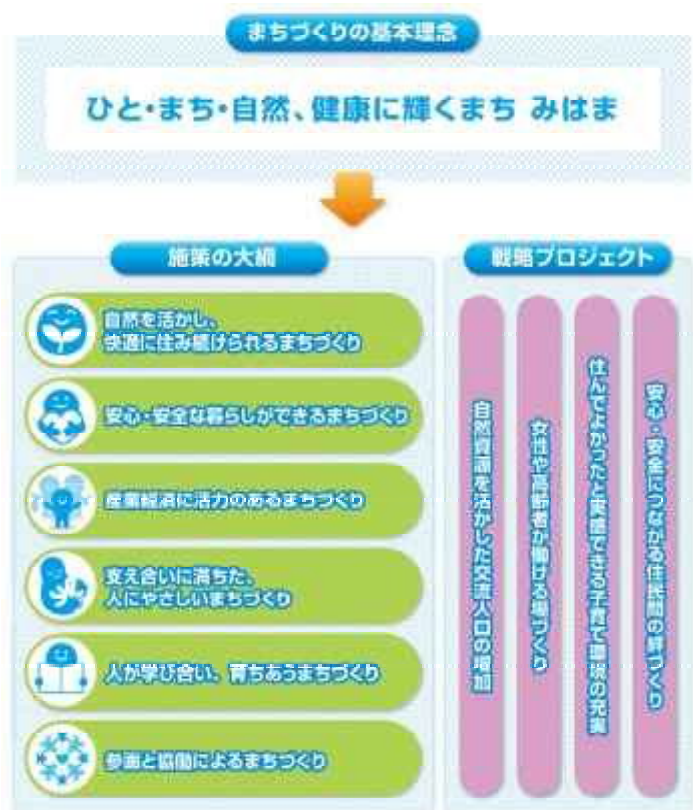 まちづくりの基本理念
ひと・まち・自然、健康に輝くまち みはま
施策の大綱
自然を活かし、
快適に住み続けられるまちづくり
安心・安全な暮らしができるまちづくり
産業経済に活力のあるまちづくり
支え合いに満ちた、
人にやさしいまちづくり
人が学び合い、育ちあうまちづくり
参画と協働によるまちづくり
戦略プロジェクト
自然資源を活かした交流人口の増加
女性や高齢者が働ける場づくり
住んでよかったと実感できる子育て環境の充実
安心・安全につながる住民間の絆づくり